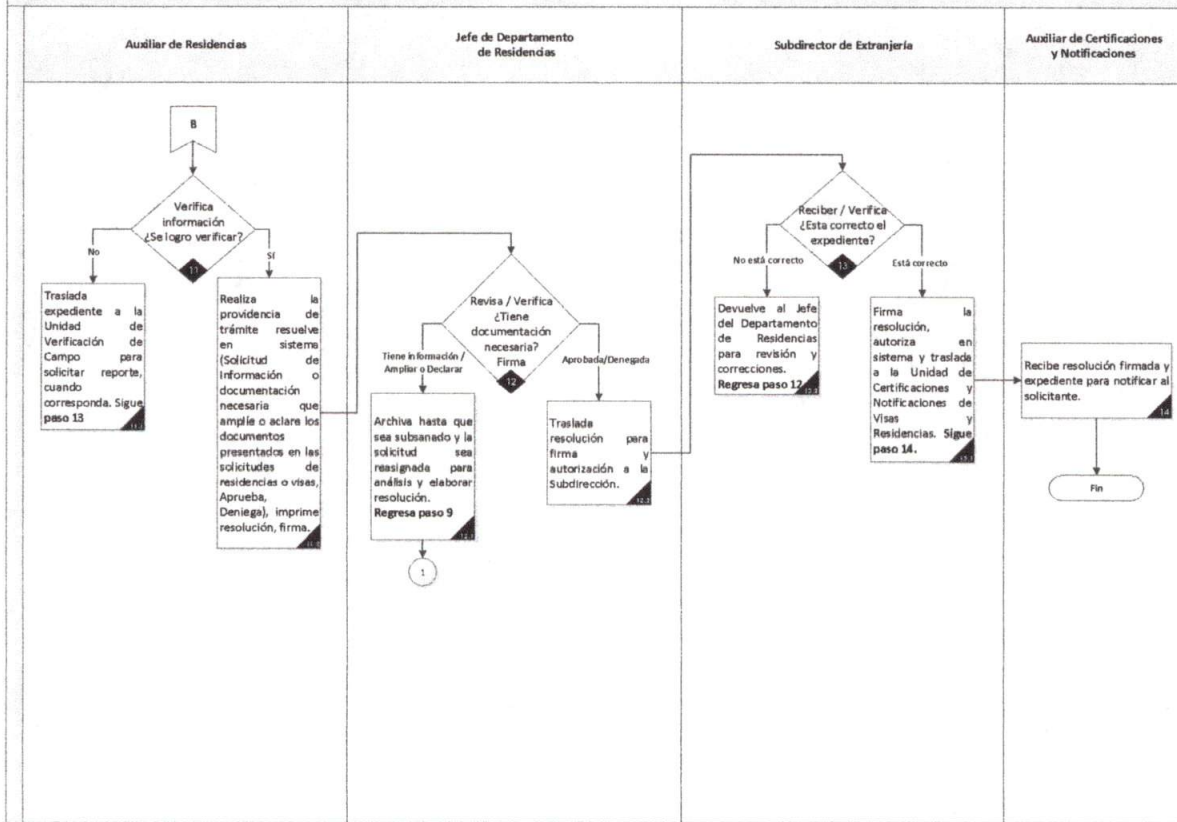 Auxiliar de Residencias
Jefe de Departamento
de Residencias
Subdirector de Extranjería
Auxiliar de Certificaciones
y Notificaciones
B
Verifica
información
¿Se logro verificar?
11
No
Sí
Traslada
expediente a la
Unidad de
Verificación de
Campo para
solicitar reporte,
cuando
corresponda. Sigue
paso 13
Realiza la
providencia de
trámite resuelve
en sistema
(Solicitud de
Información o
documentación
necesaria que
amplíe o aclare los
documentos
presentados en las
solicitudes de
residencias o visas,
Aprueba,
Deniega), imprime
resolución, firma.
Revisa / Verifica
¿Tiene
documentación
necesaria?
Firma
12
Tiene información /
Ampliar o Declarar
Aprobada/Denegada
Archiva hasta que
sea subsanado y la
solicitud sea
reasignada para
análisis y elaborar
resolución.
Regresa paso 9
1
Traslada
resolución para
firma y
autorización a la
Subdirección.
Reciber / Verifica
¿Esta correcto el
expediente?
13
No está correcto
Está correcto
Devuelve al Jefe
del Departamento
de Residencias
para revisión y
correcciones.
Regresa paso 12
Firma la
resolución,
autoriza en
sistema y traslada
a la Unidad de
Certificaciones y
Notificaciones de
Visas y
Residencias. Sigue
paso 14.
Recibe resolución firmada y
expediente para notificar al
solicitante.
14
Fin